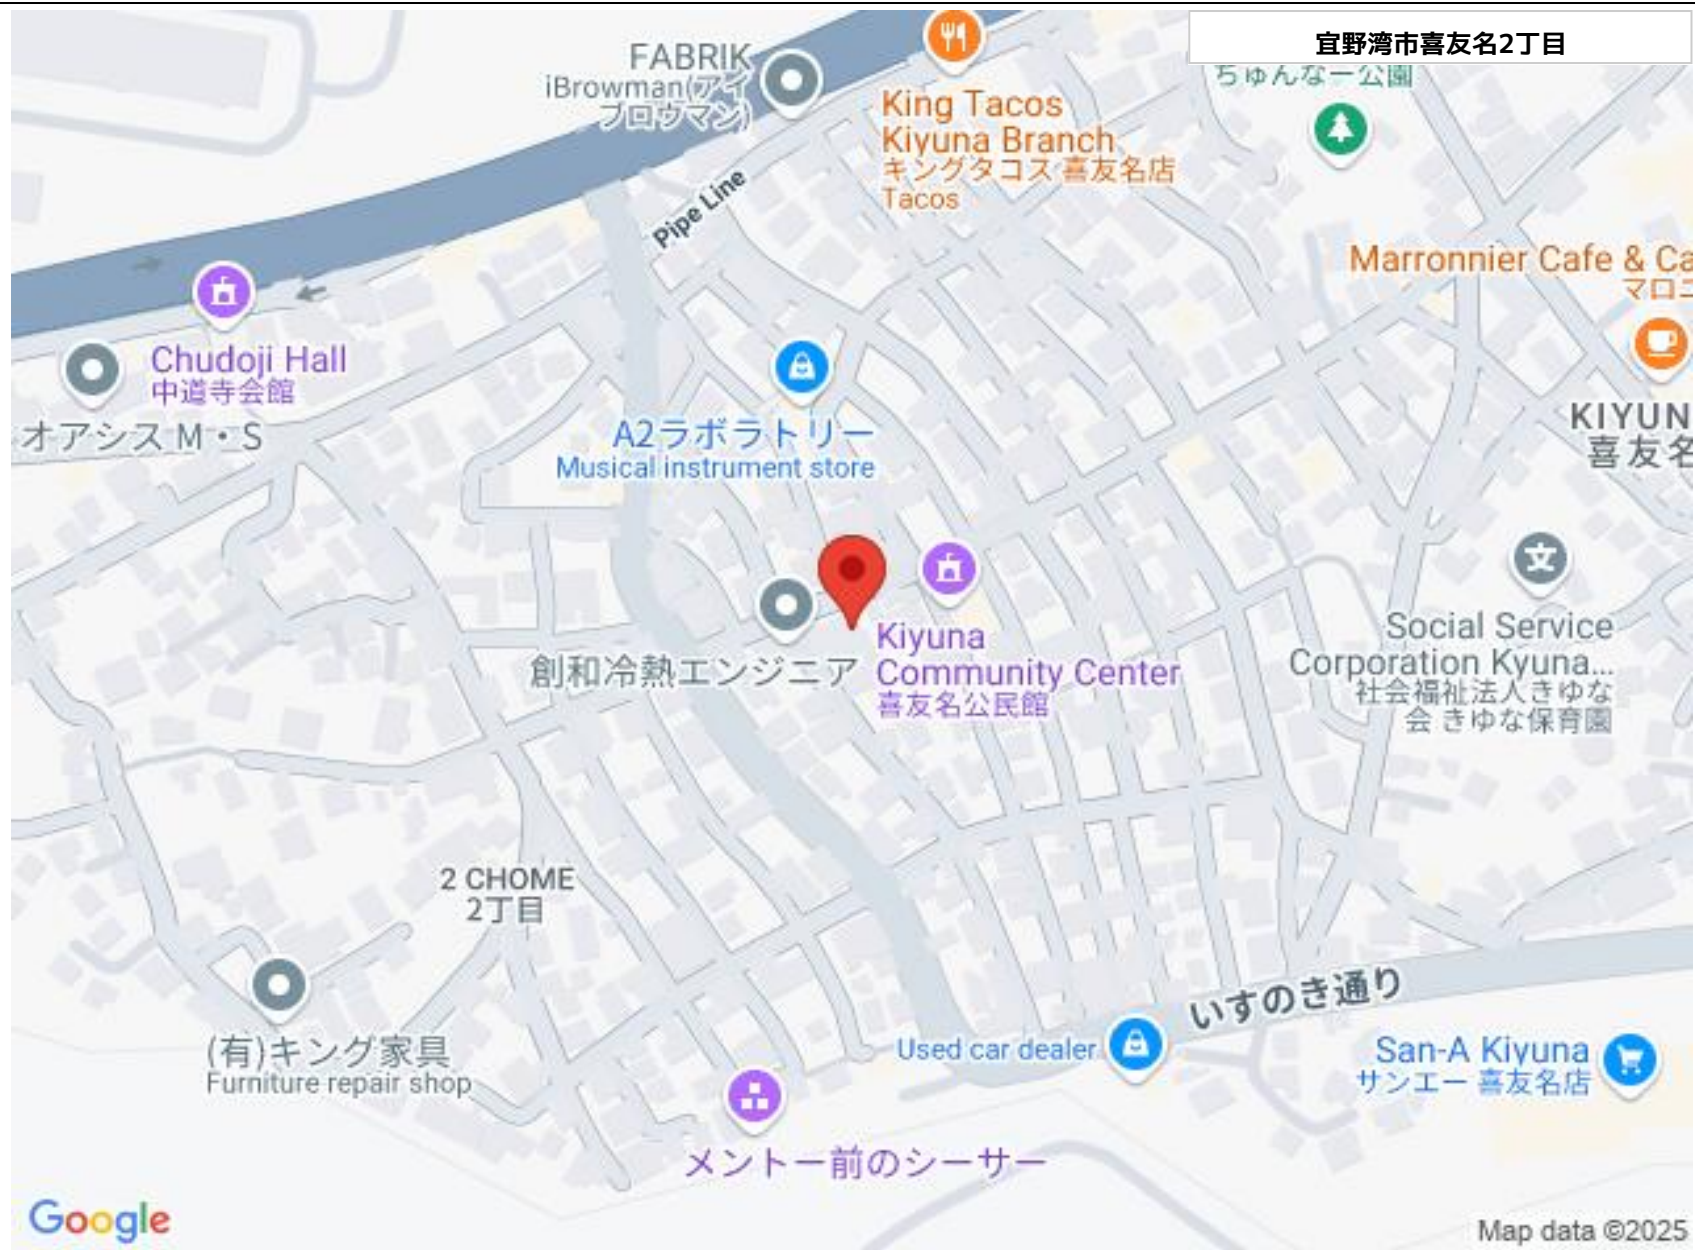 宜野湾市喜友名2丁目
ちゅんなー公園
FABRIK
iBrowman(アイ
ブロウマン)
King Tacos
Kiyuna Branch
キングタコス 喜友名店
Tacos
Pipe Line
Marronnier Cafe & Ca
マロニ
Chudoji Hall
中道寺会館
オアシス M・S
A2ラボラトリー
Musical instrument store
KIYUN
喜友名
文
創和冷熱エンジニア
Kiyuna
Community Center
喜友名公民館
Social Service
Corporation Kyuna...
社会福祉法人きゆな
会 きゆな保育園
2 CHOME
2丁目
(有)キング家具
Furniture repair shop
いすのき通り
Used car dealer
San-A Kiyuna
サンエー 喜友名店
メントー前のシーサー
Google
Map data ©2025